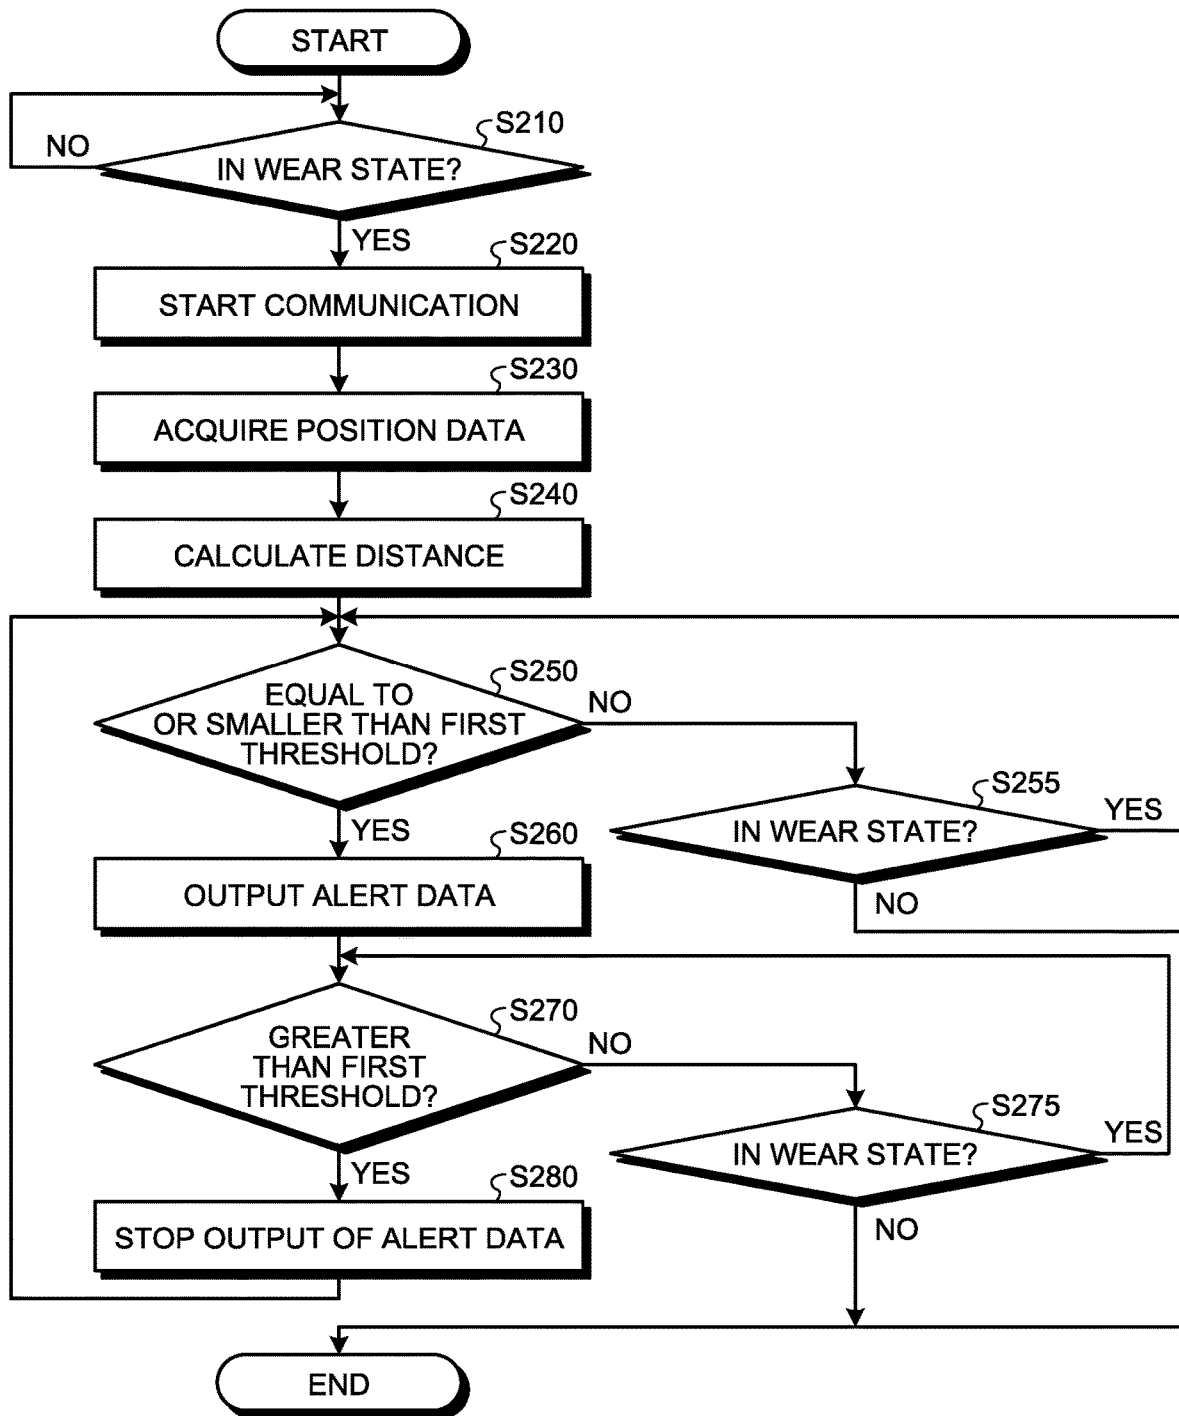 START
S210
NO
IN WEAR STATE?
YES
S220
START COMMUNICATION
S230
ACQUIRE POSITION DATA
S240
CALCULATE DISTANCE
S250
EQUAL TO
OR SMALLER THAN FIRST
THRESHOLD?
NO
YES
S255
IN WEAR STATE?
YES
NO
S260
OUTPUT ALERT DATA
S270
GREATER
THAN FIRST
THRESHOLD?
NO
YES
S275
IN WEAR STATE?
YES
NO
S280
STOP OUTPUT OF ALERT DATA
END